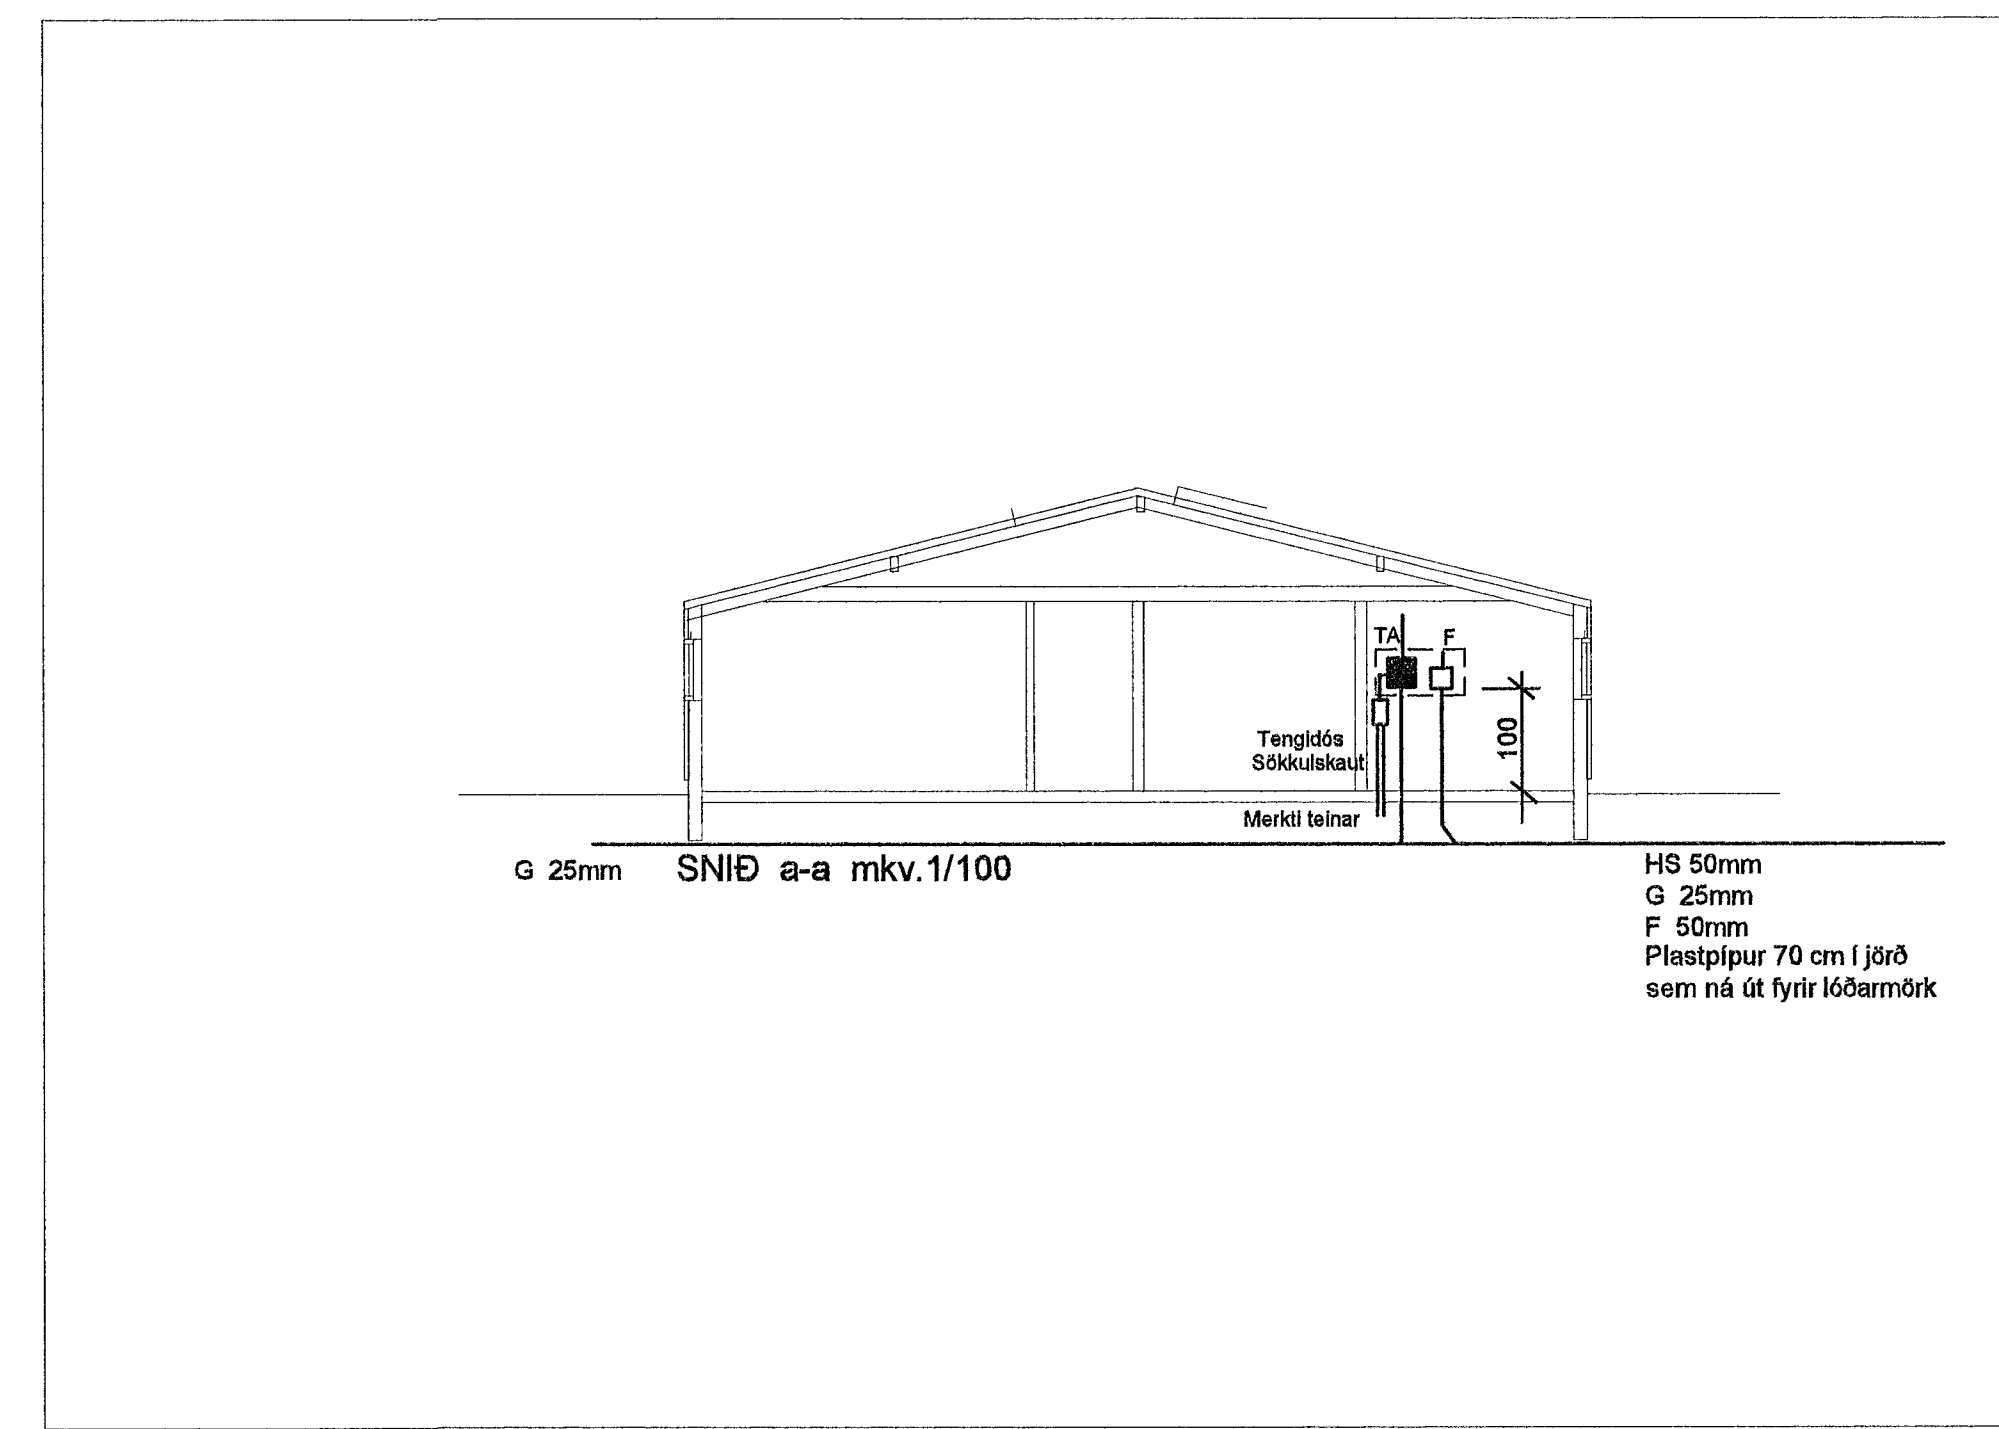 TA
F
Tengidós
Sökkulskaut
100
Merkti teinar
G 25mm
SNIÐ a-a mkv.1/100
HS 50mm
G 25mm
F 50mm
Plastpípur 70 cm í jörð
sem ná út fyrir lóðarmörk